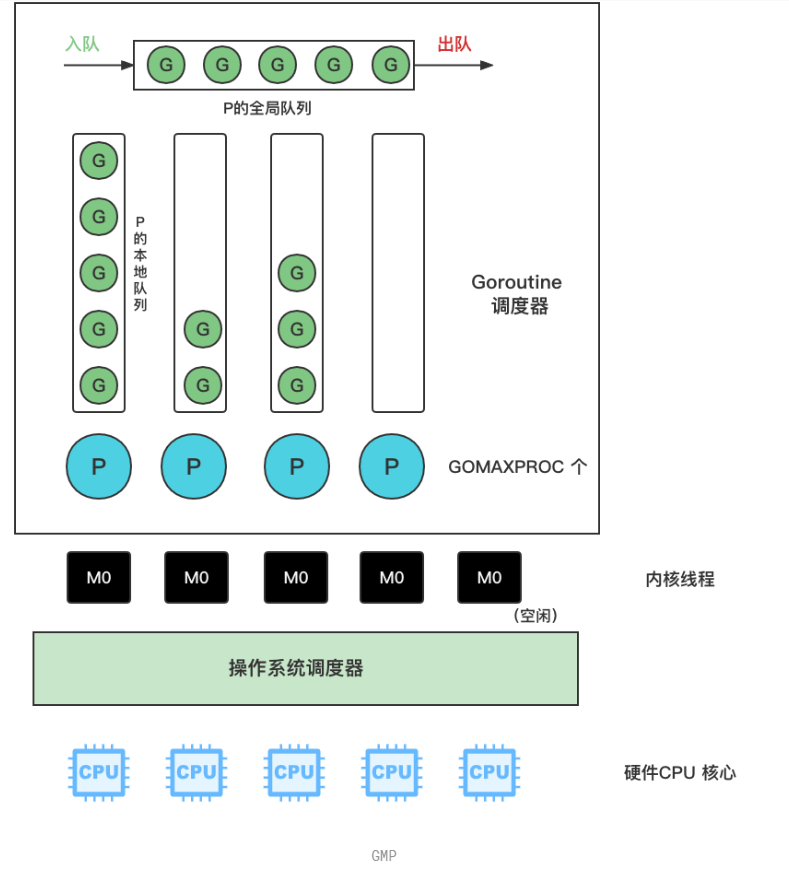 入队
出队
G G G G G
P的全局队列
G
G
G
G
G
P的本地队列
G
G
G
G
G
Goroutine
调度器
P P P P
GOMAXPROC 个
M0 M0 M0 M0 M0
内核线程
(空闲)
操作系统调度器
CPU CPU CPU CPU CPU
硬件CPU 核心
GMP